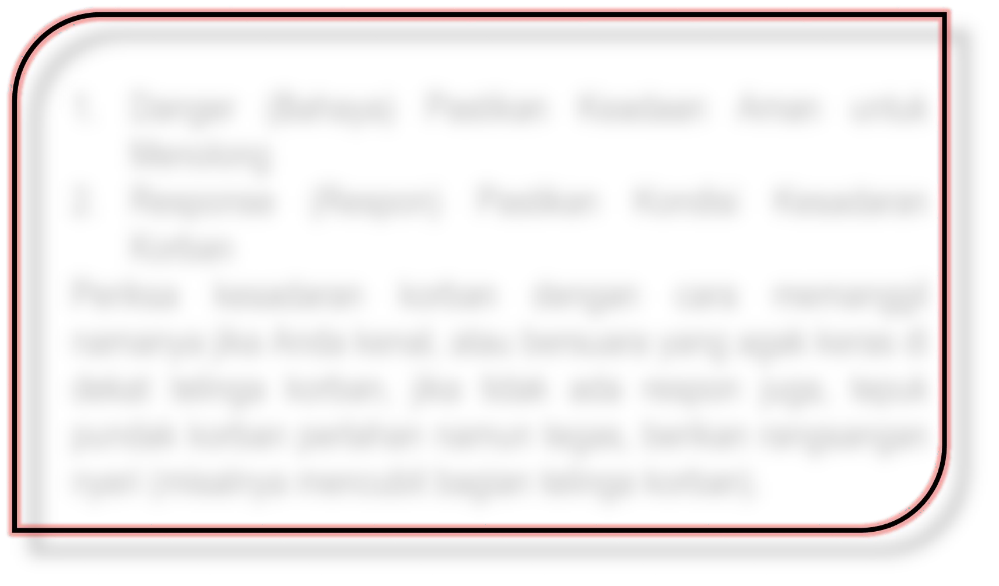 1. Danger (Bahaya) Pastikan Keadaan Aman untuk
Menolong
2. Response (Respon) Pastikan Kondisi Kesadaran
Korban
Periksa kesadaran korban dengan cara memanggil
namanya jika Anda kenal, atau bersuara yang agak keras di
dekat telinga korban, jika tidak ada respon juga, tepuk
pundak korban perlahan namun tegas, berikan rangsangan
nyeri (misalnya mencubit bagian telinga korban).